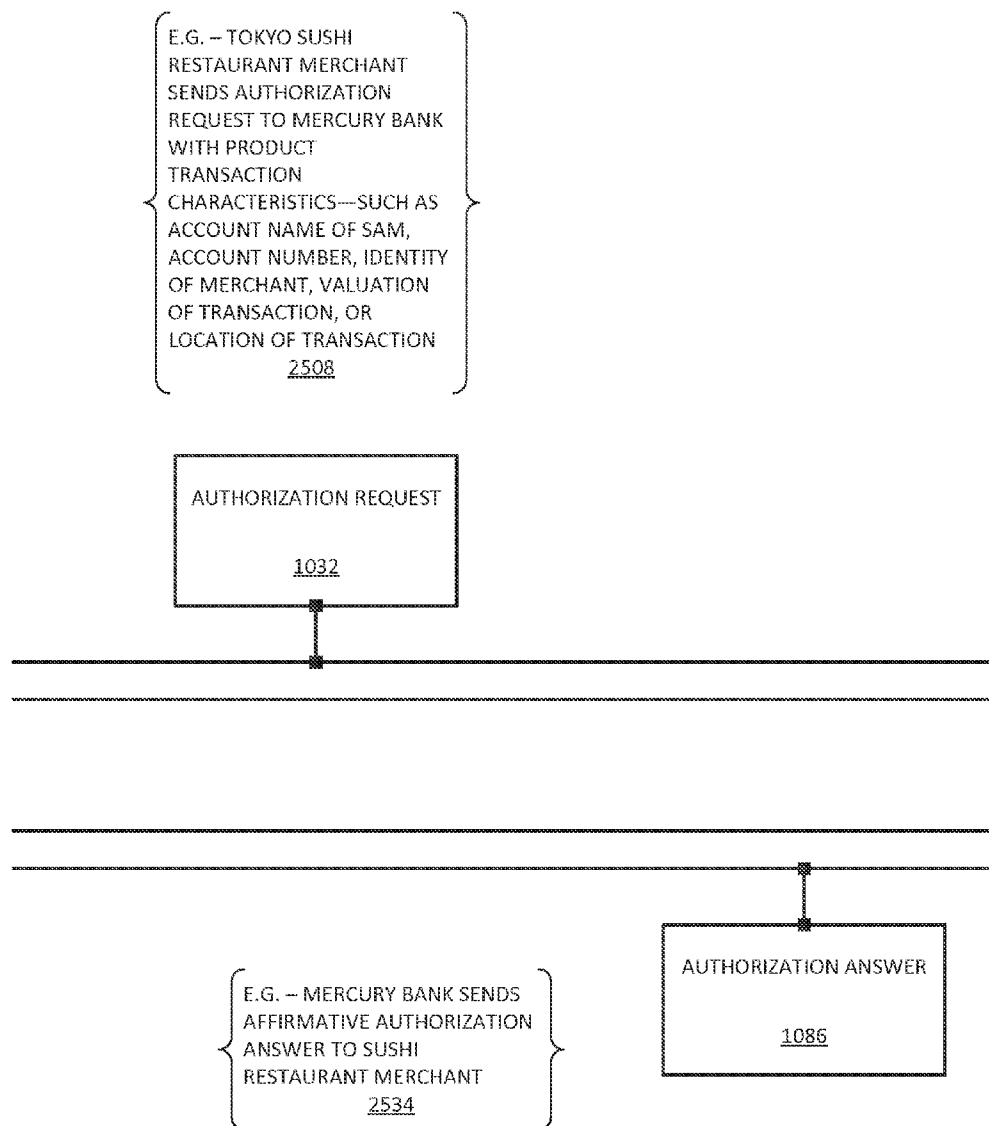 E.G. – TOKYO SUSHI
RESTAURANT MERCHANT
SENDS AUTHORIZATION
REQUEST TO MERCURY BANK
WITH PRODUCT
TRANSACTION
CHARACTERISTICS—SUCH AS
ACCOUNT NAME OF SAM,
ACCOUNT NUMBER, IDENTITY
OF MERCHANT, VALUATION
OF TRANSACTION, OR
LOCATION OF TRANSACTION
2508
AUTHORIZATION REQUEST
1032
AUTHORIZATION ANSWER
1086
E.G. – MERCURY BANK SENDS
AFFIRMATIVE AUTHORIZATION
ANSWER TO SUSHI
RESTAURANT MERCHANT
2534